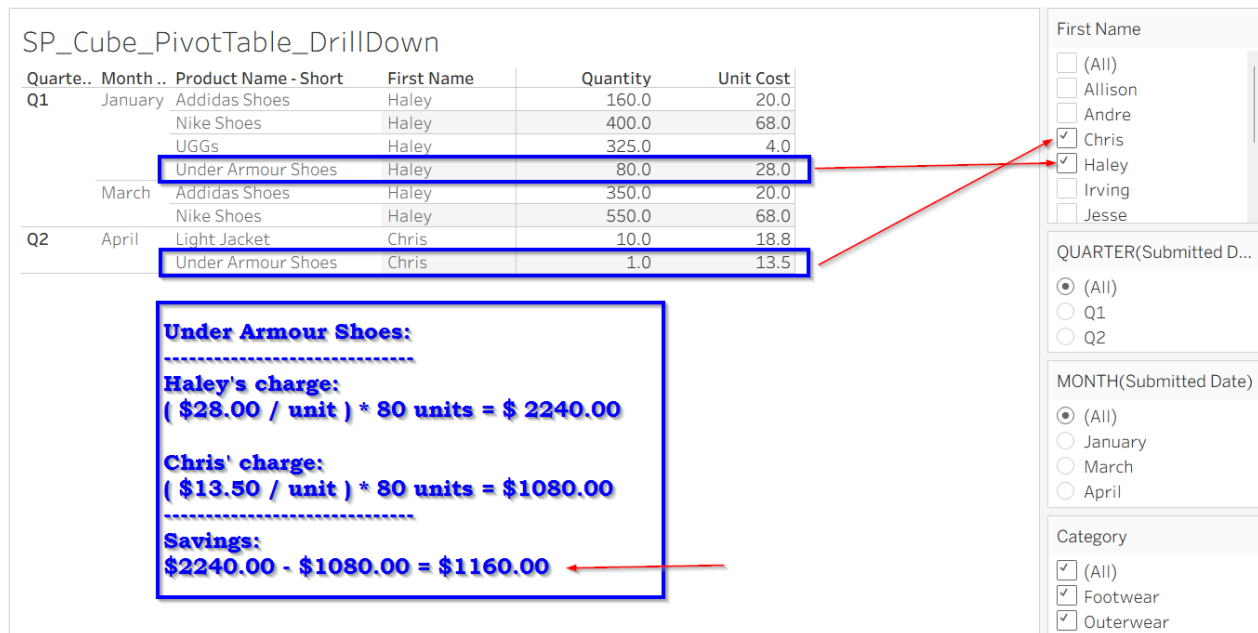 SP_Cube_PivotTable_DrillDown
Quarte.. Month .. Product Name - Short First Name Quantity Unit Cost
Q1 January Addidas Shoes Haley 160.0 20.0
Nike Shoes Haley 400.0 68.0
UGGs Haley 325.0 4.0
Under Armour Shoes Haley 80.0 28.0
March Addidas Shoes Haley 350.0 20.0
Nike Shoes Haley 550.0 68.0
Q2 April Light Jacket Chris 10.0 18.8
Under Armour Shoes Chris 1.0 13.5
Under Armour Shoes:
------------------------------
Haley's charge:
( $28.00 / unit ) * 80 units = $ 2240.00
Chris' charge:
( $13.50 / unit ) * 80 units = $1080.00
------------------------------
Savings:
$2240.00 - $1080.00 = $1160.00
First Name
(All)
Allison
Andre
Chris
Haley
Irving
Jesse
QUARTER(Submitted D...
(All)
Q1
Q2
MONTH(Submitted Date)
(All)
January
March
April
Category
(All)
Footwear
Outerwear